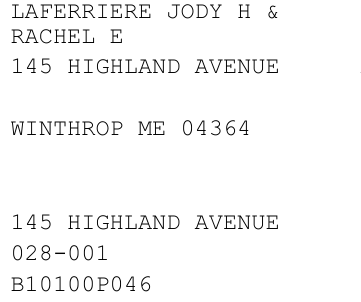 LAFERRIERE JODY H &
RACHEL E
145 HIGHLAND AVENUE
WINTHROP ME 04364
145 HIGHLAND AVENUE
028-001
B10100P046